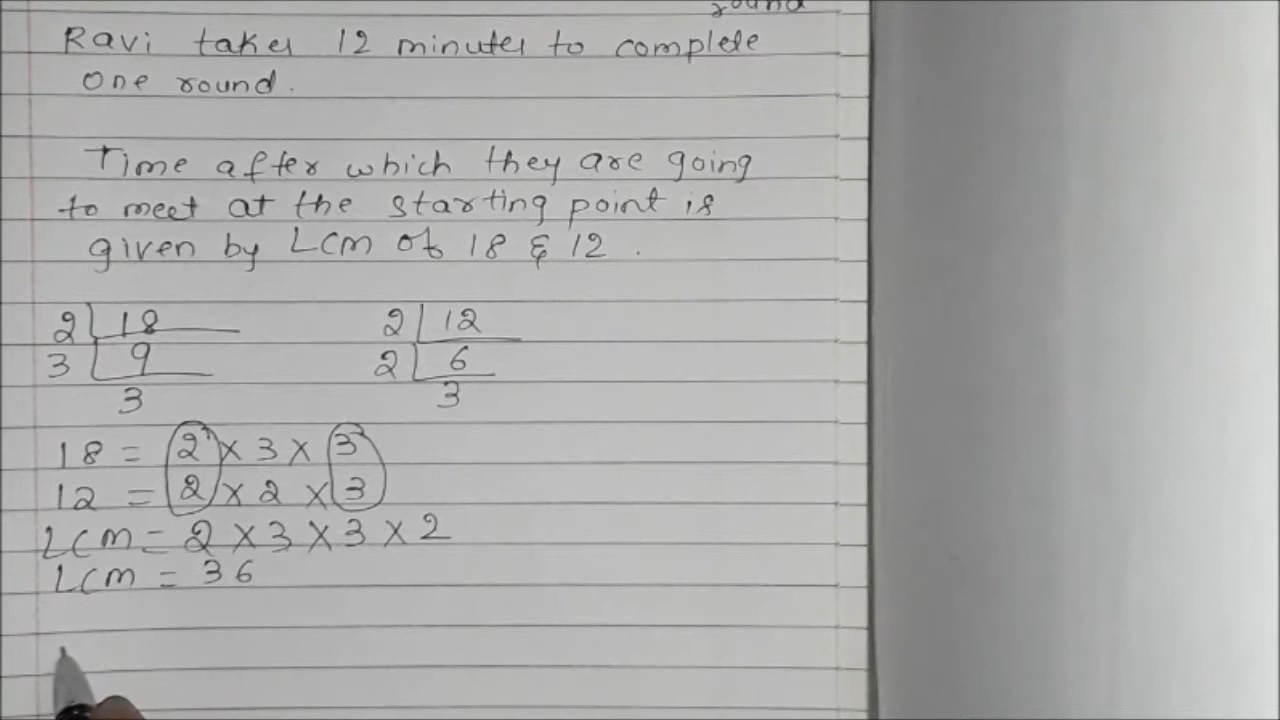 round
Ravi takes 12 minutes to complete
one round.
Time after which they are going
to meet at the starting point is
given by LCM of 18 & 12.
2 | 18 2 | 12
3 | 9 2 | 6
3 3
18 = 2 × 3 × 3
12 = 2 × 2 × 3
LCM = 2 × 3 × 3 × 2
LCM = 36